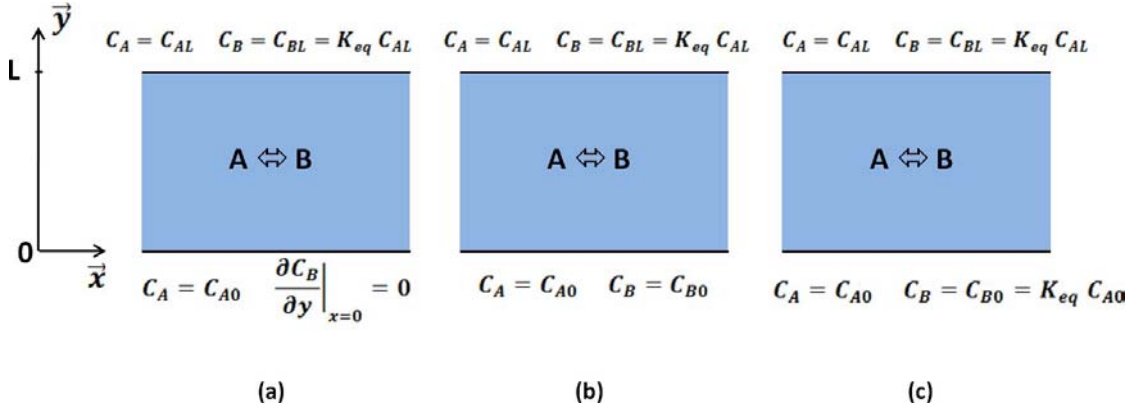 y
C_A = C_AL C_B = C_BL = K_eq C_AL
C_A = C_AL C_B = C_BL = K_eq C_AL
C_A = C_AL C_B = C_BL = K_eq C_AL
L
A ⇔ B
A ⇔ B
A ⇔ B
0
x
C_A = C_A0 ∂C_B/∂y|_x=0 = 0
C_A = C_A0 C_B = C_B0
C_A = C_A0 C_B = C_B0 = K_eq C_A0
(a)
(b)
(c)